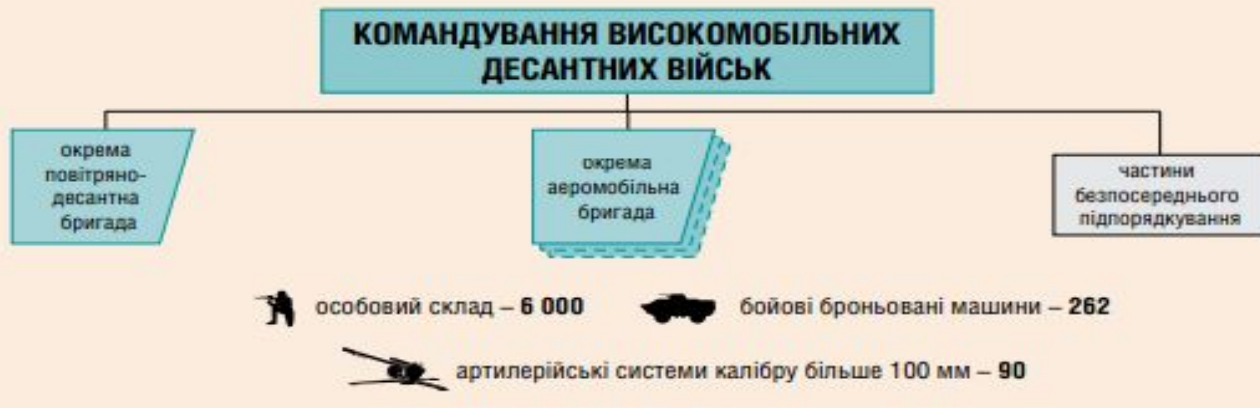 КОМАНДУВАННЯ ВИСОКОМОБІЛЬНИХ
ДЕСАНТНИХ ВІЙСЬК
окрема
повітряно-
десантна
бригада
окрема
аеромобільна
бригада
частини
безпосереднього
підпорядкування
особовий склад – 6 000
бойові броньовані машини – 262
артилерійські системи калібру більше 100 мм – 90